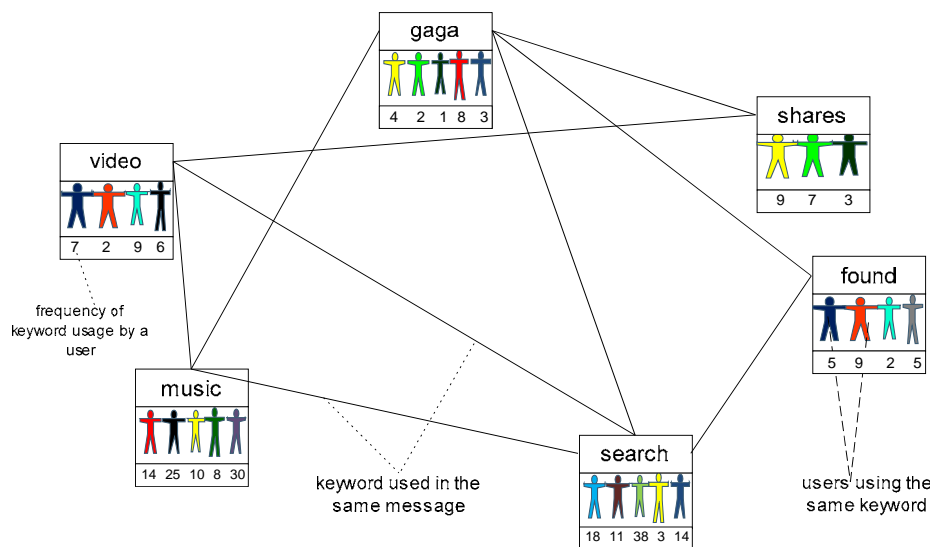 gaga
4 2 1 8 3
shares
9 7 3
video
7 2 9 6
found
5 9 2 5
frequency of
keyword usage by a
user
music
14 25 10 8 30
search
18 11 38 3 14
keyword used in the
same message
users using the
same keyword